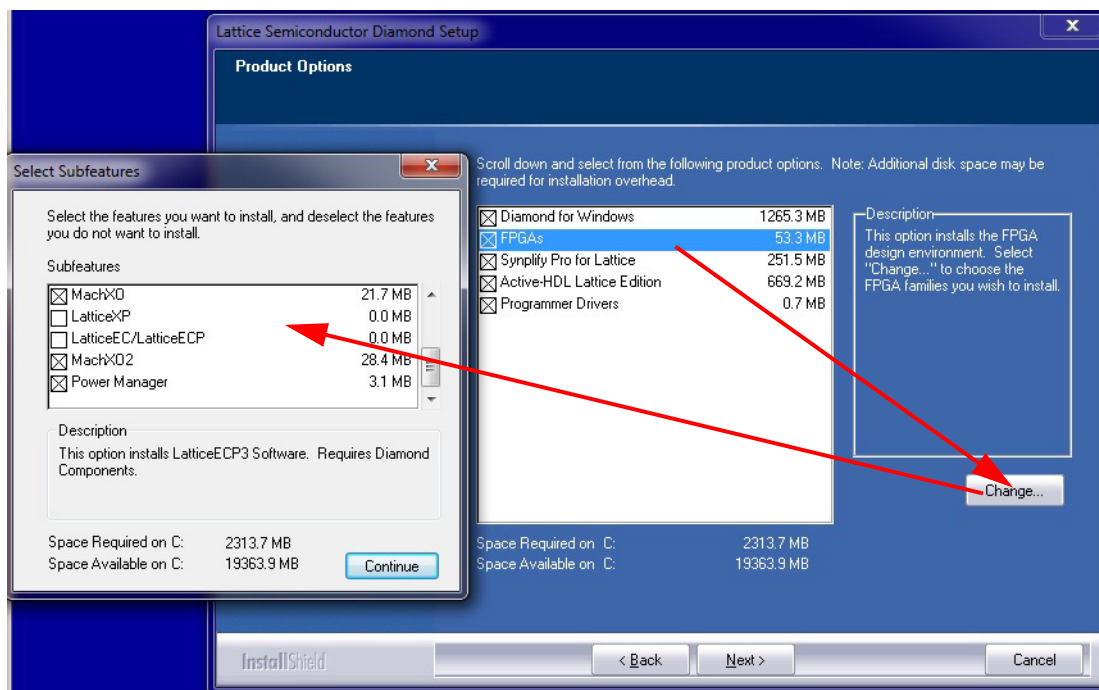 Lattice Semiconductor Diamond Setup
x
Product Options
Select Subfeatures
x
Select the features you want to install, and deselect the features
you do not want to install.
Subfeatures
MachXO 21.7 MB
LatticeXP 0.0 MB
LatticeEC/LatticeECP 0.0 MB
MachXO2 28.4 MB
Power Manager 3.1 MB
Description
This option installs LatticeECP3 Software. Requires Diamond
Components.
Space Required on C: 2313.7 MB
Space Available on C: 19363.9 MB
Continue
Scroll down and select from the following product options. Note: Additional disk space may be
required for installation overhead.
Diamond for Windows 1265.3 MB
FPGAs 53.3 MB
Synplify Pro for Lattice 251.5 MB
Active-HDL Lattice Edition 669.2 MB
Programmer Drivers 0.7 MB
Description
This option installs the FPGA
design environment. Select
"Change..." to choose the
FPGA families you wish to install.
Change...
Space Required on C: 2313.7 MB
Space Available on C: 19363.9 MB
InstallShield
< Back
Next >
Cancel